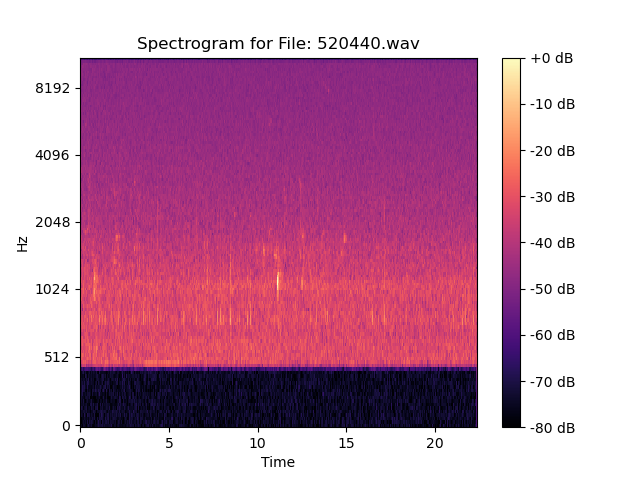 Spectrogram for File: 520440.wav
Hz
8192
4096
2048
1024
512
0
0 5 10 15 20
Time
+0 dB
-10 dB
-20 dB
-30 dB
-40 dB
-50 dB
-60 dB
-70 dB
-80 dB